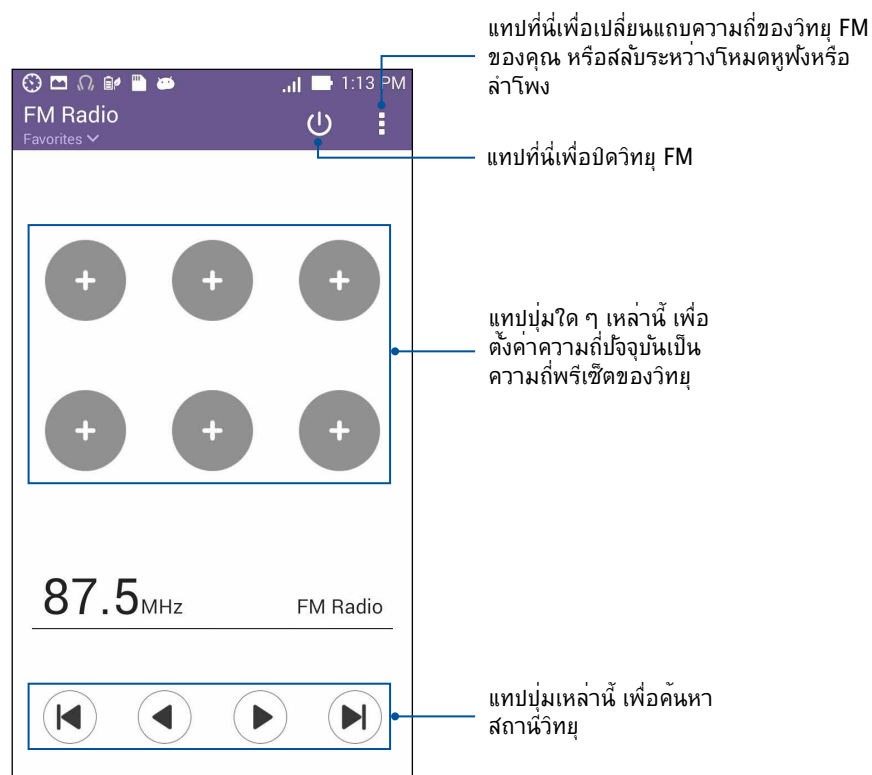 แทปที่นี่เพื่อเปลี่ยนแถบความถี่ของวิทยุ FM
ของคุณ หรือสลับระหว่างโหมดหูฟังหรือ
ลำโพง
1:13 PM
FM Radio
Favorites
แทปที่นี่เพื่อปิดวิทยุ FM
แทปปุ่มใด ๆ เหล่านี้ เพื่อ
ตั้งค่าความถี่ปัจจุบันเป็น
ความถี่พรีเซ็ตของวิทยุ
87.5MHz
FM Radio
แทปปุ่มเหล่านี้ เพื่อค้นหา
สถานีวิทยุ